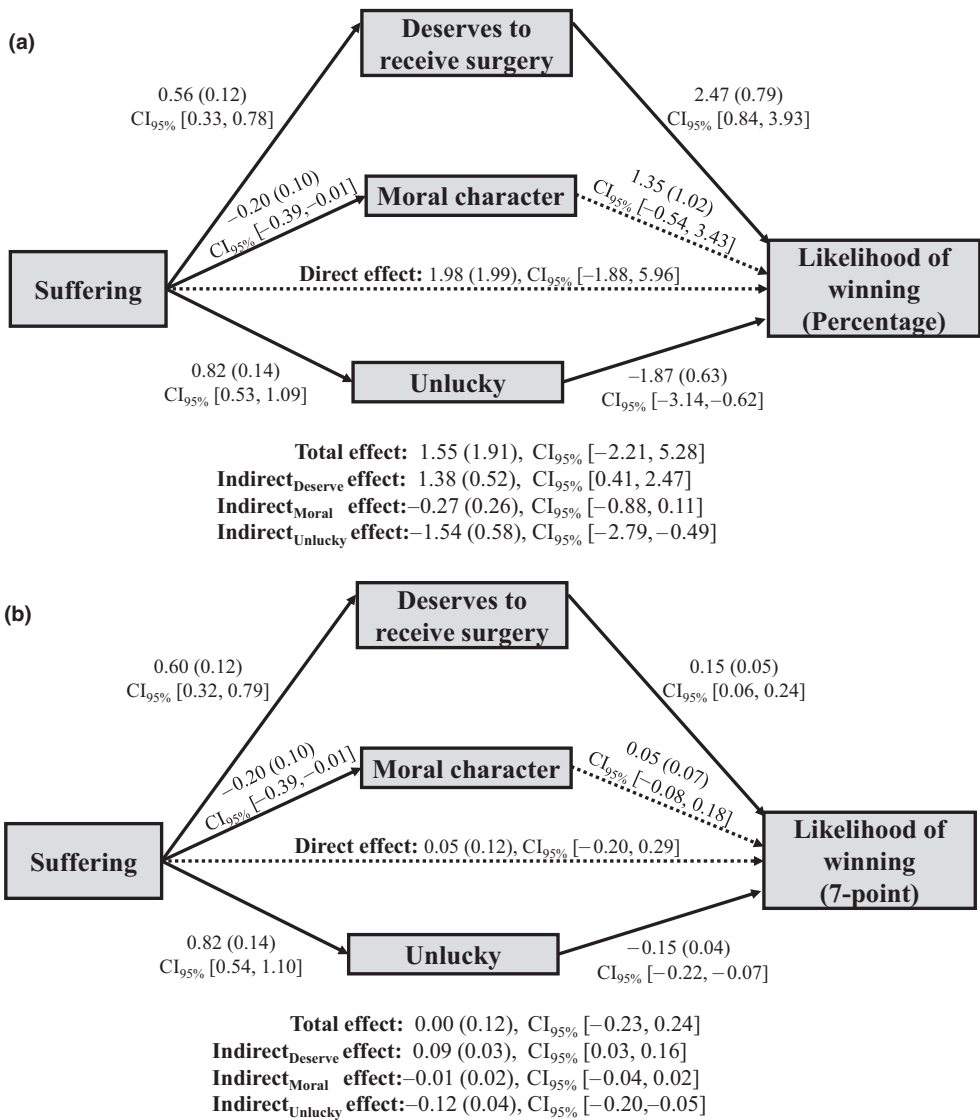 (a)
Deserves to
receive surgery
0.56 (0.12)
CI95% [0.33, 0.78]
2.47 (0.79)
CI95% [0.84, 3.93]
−0.20 (0.10)
CI95% [−0.39,−0.01]
Moral character
1.35 (1.02)
CI95% [−0.54, 3.43]
Suffering
Direct effect: 1.98 (1.99), CI95% [−1.88, 5.96]
Likelihood of
winning
(Percentage)
0.82 (0.14)
CI95% [0.53, 1.09]
Unlucky
−1.87 (0.63)
CI95% [−3.14,−0.62]
Total effect: 1.55 (1.91), CI95% [−2.21, 5.28]
IndirectDeserve effect: 1.38 (0.52), CI95% [0.41, 2.47]
IndirectMoral effect:−0.27 (0.26), CI95% [−0.88, 0.11]
IndirectUnlucky effect:−1.54 (0.58), CI95% [−2.79, −0.49]
(b)
Deserves to
receive surgery
0.60 (0.12)
CI95% [0.32, 0.79]
0.15 (0.05)
CI95% [0.06, 0.24]
−0.20 (0.10)
CI95% [−0.39,−0.01]
Moral character
0.05 (0.07)
CI95% [−0.08, 0.18]
Suffering
Direct effect: 0.05 (0.12), CI95% [−0.20, 0.29]
Likelihood of
winning
(7-point)
0.82 (0.14)
CI95% [0.54, 1.10]
Unlucky
−0.15 (0.04)
CI95% [−0.22, −0.07]
Total effect: 0.00 (0.12), CI95% [−0.23, 0.24]
IndirectDeserve effect: 0.09 (0.03), CI95% [0.03, 0.16]
IndirectMoral effect:−0.01 (0.02), CI95% [−0.04, 0.02]
IndirectUnlucky effect:−0.12 (0.04), CI95% [−0.20,−0.05]